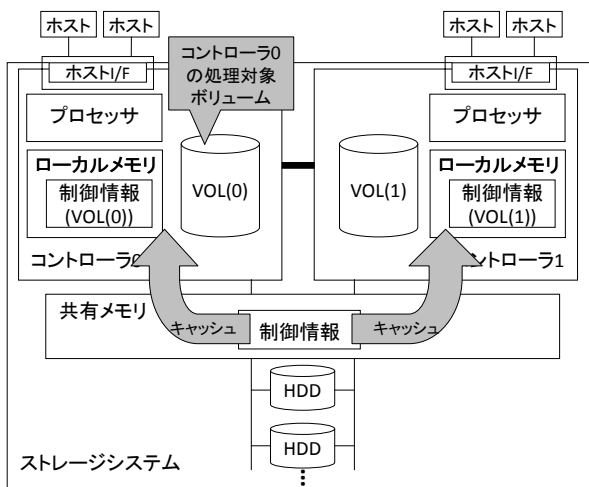 ホスト ホスト
ホスト ホスト
ホストI/F
コントローラ0
の処理対象
ボリューム
ホストI/F
プロセッサ
プロセッサ
ローカルメモリ
制御情報
(VOL(0))
VOL(0)
VOL(1)
ローカルメモリ
制御情報
(VOL(1))
コントローラ0
ントローラ1
共有メモリ
キャッシュ
制御情報
キャッシュ
HDD
HDD
ストレージシステム